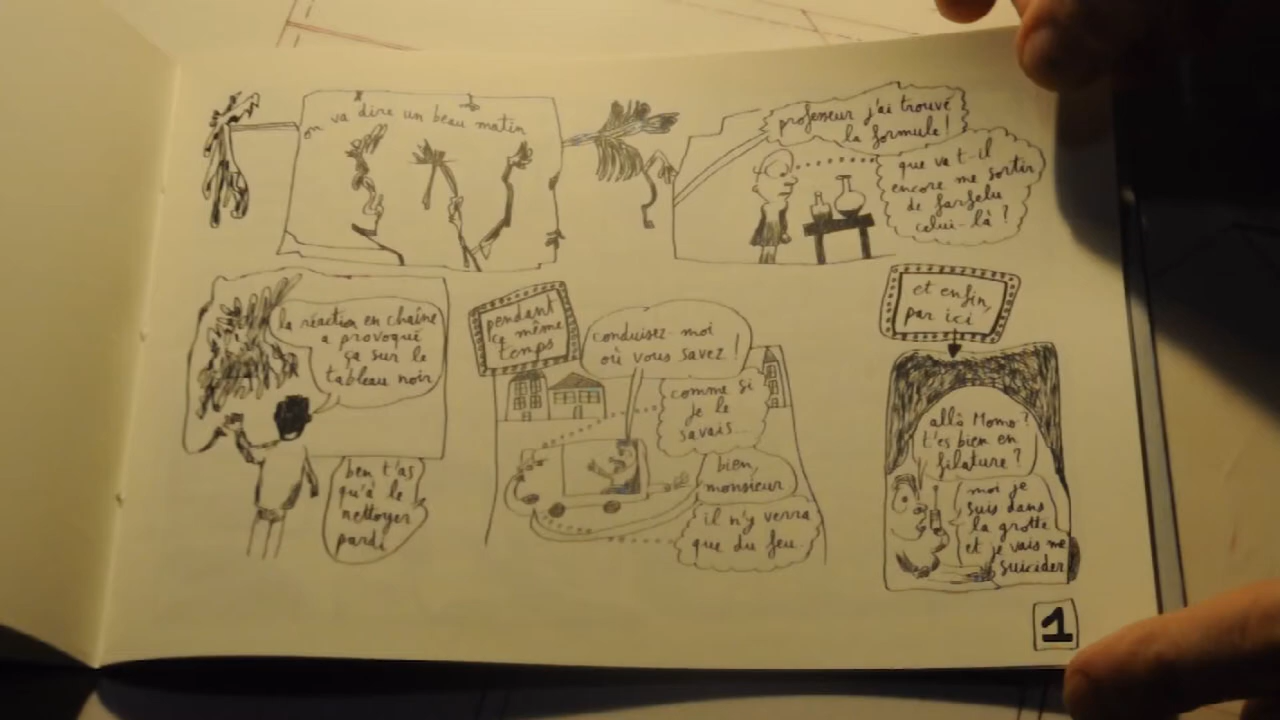 on va dire un beau matin
professeur j'ai trouvé
la formule!
que va t-il
encore me sortir
de farfelu
celui-là?
la réaction en chaîne
a provoqué
ça sur le
tableau noir
ben t'as
qu'à le
nettoyer
pardi
pendant
ce même
temps
conduisez-moi
où vous savez!
comme si
je le
savais...
bien,
monsieur
il n'y verra
que du feu.
et enfin,
par ici
allô Momo?
t'es bien en
filature?
moi je
suis dans
la grotte
et je vais me
suicider
1